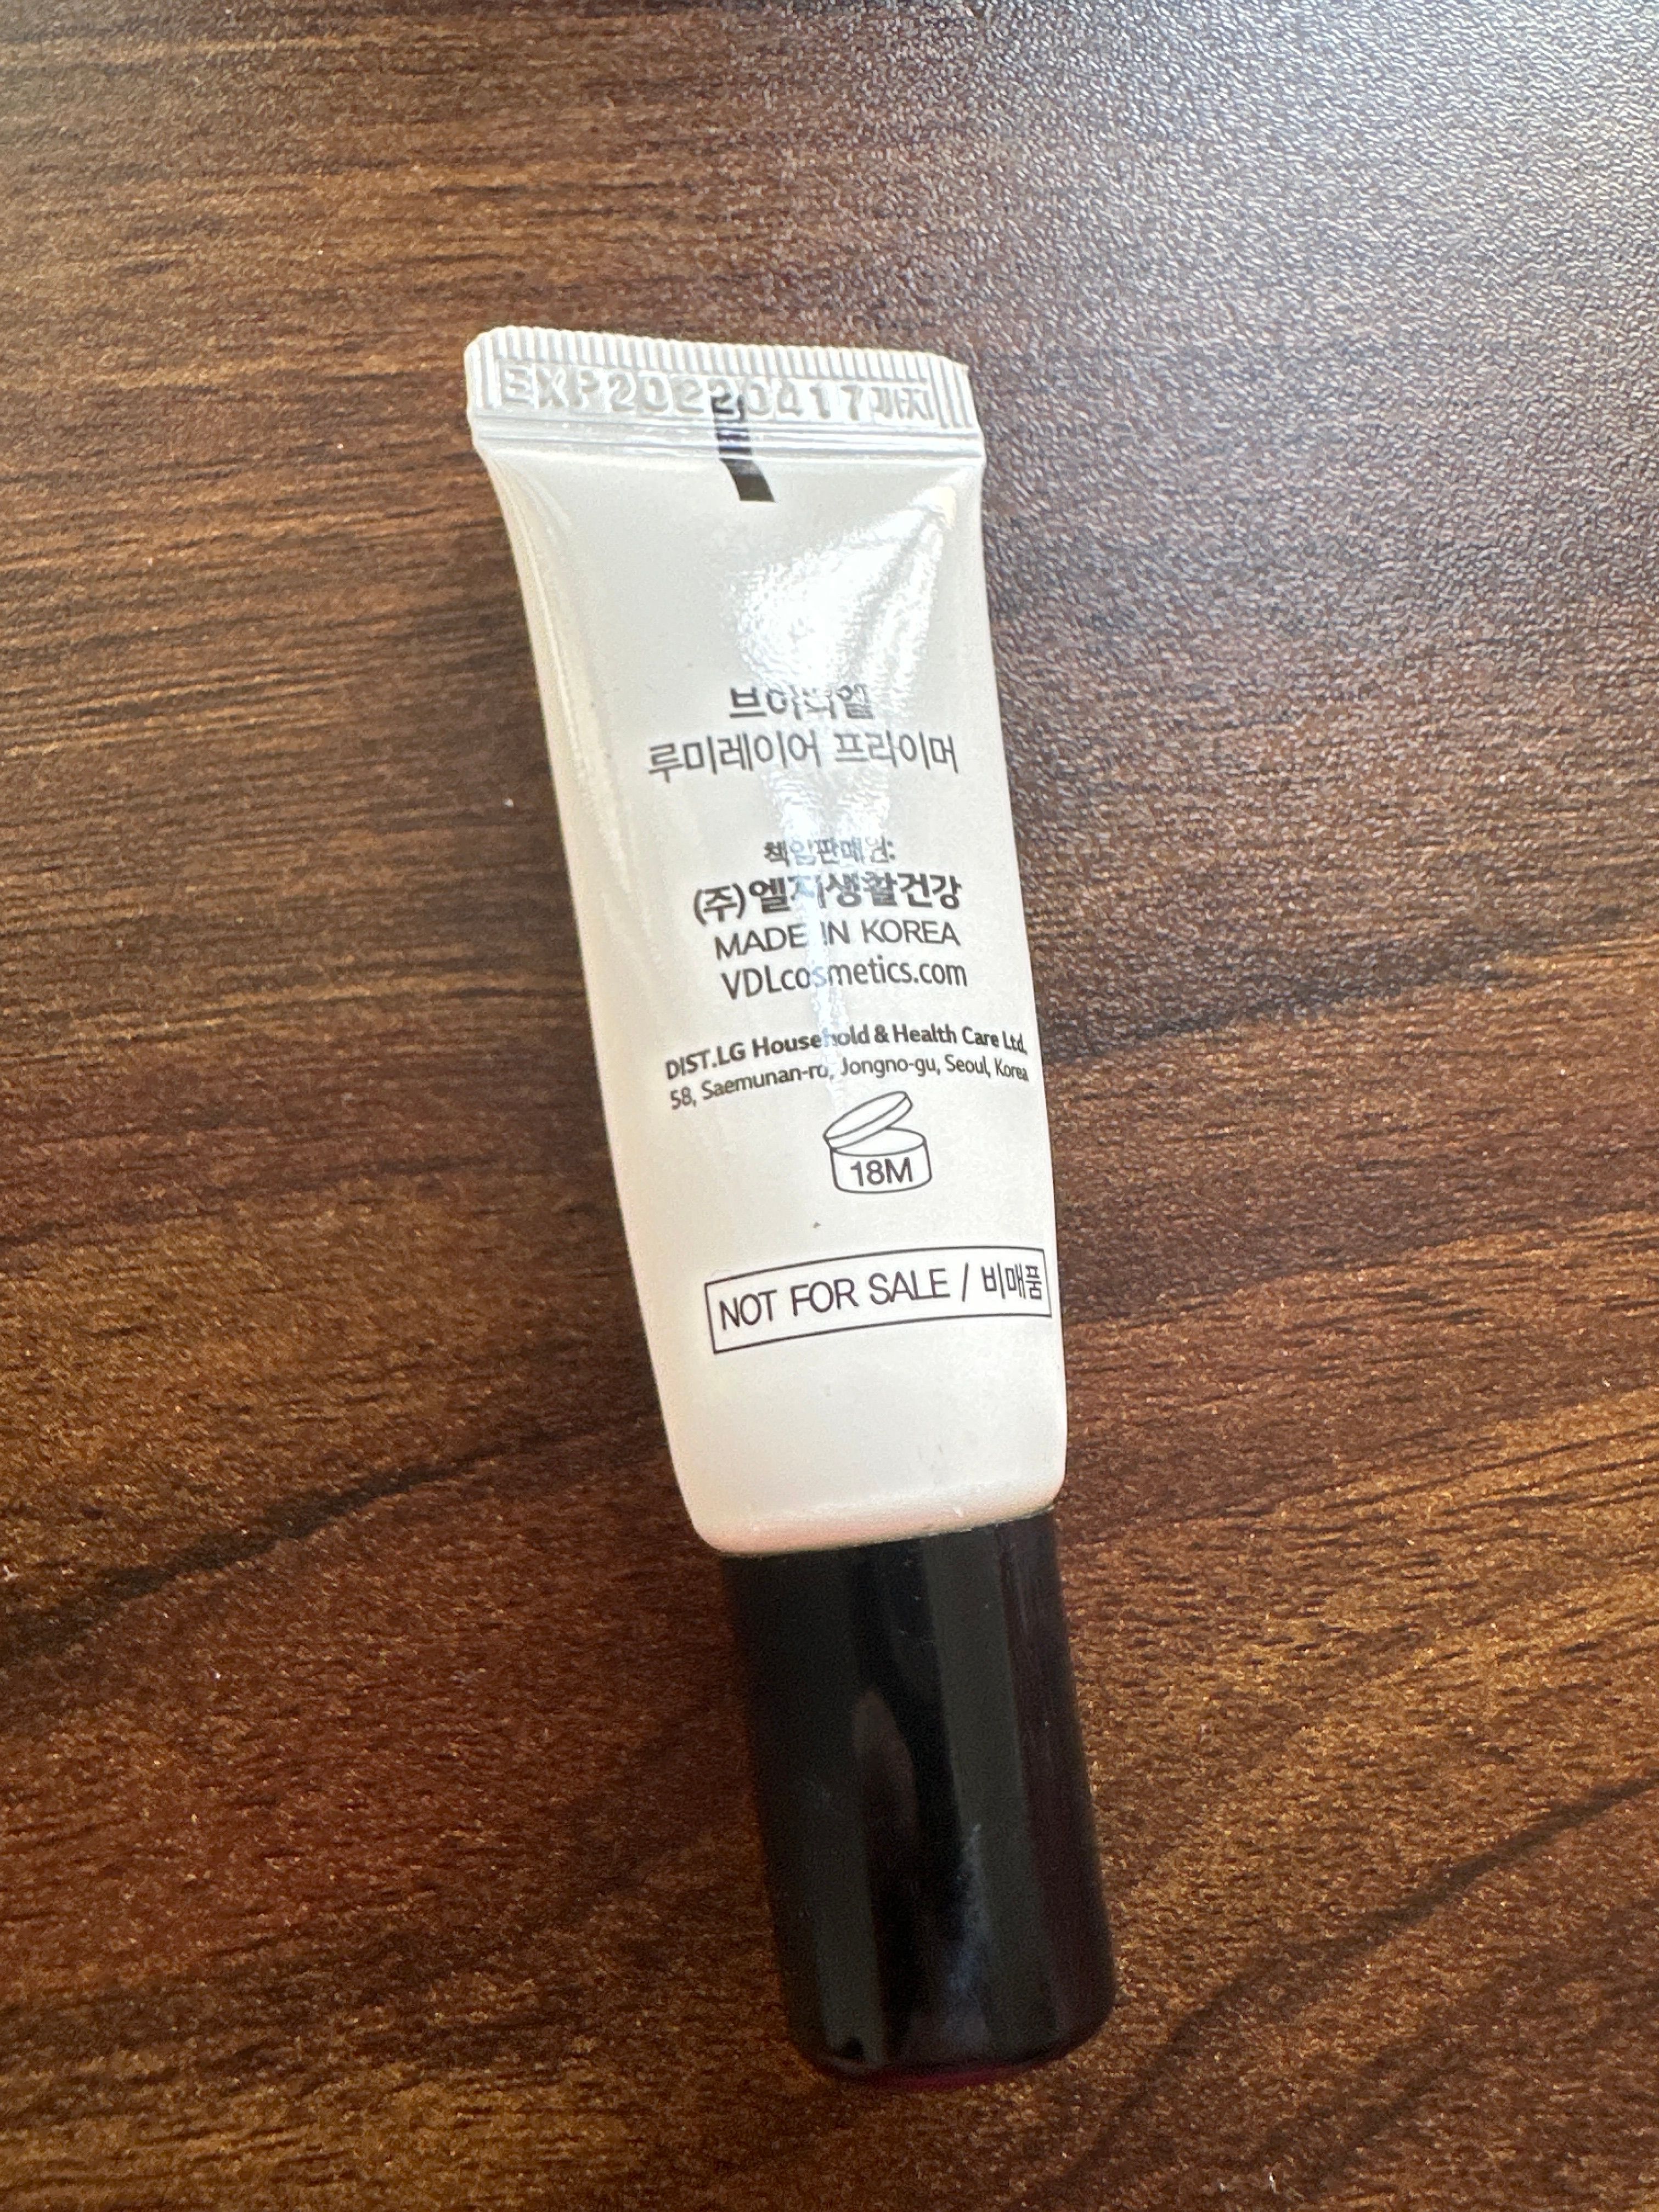 EXP20220417까지
브이디엘
루미레이어 프라이머
책임판매원:
(주)엘지생활건강
MADE IN KOREA
VDLcosmetics.com
DIST.LG Household & Health Care Ltd.
58, Saemunan-ro, Jongno-gu, Seoul, Korea
18M
NOT FOR SALE / 비매품